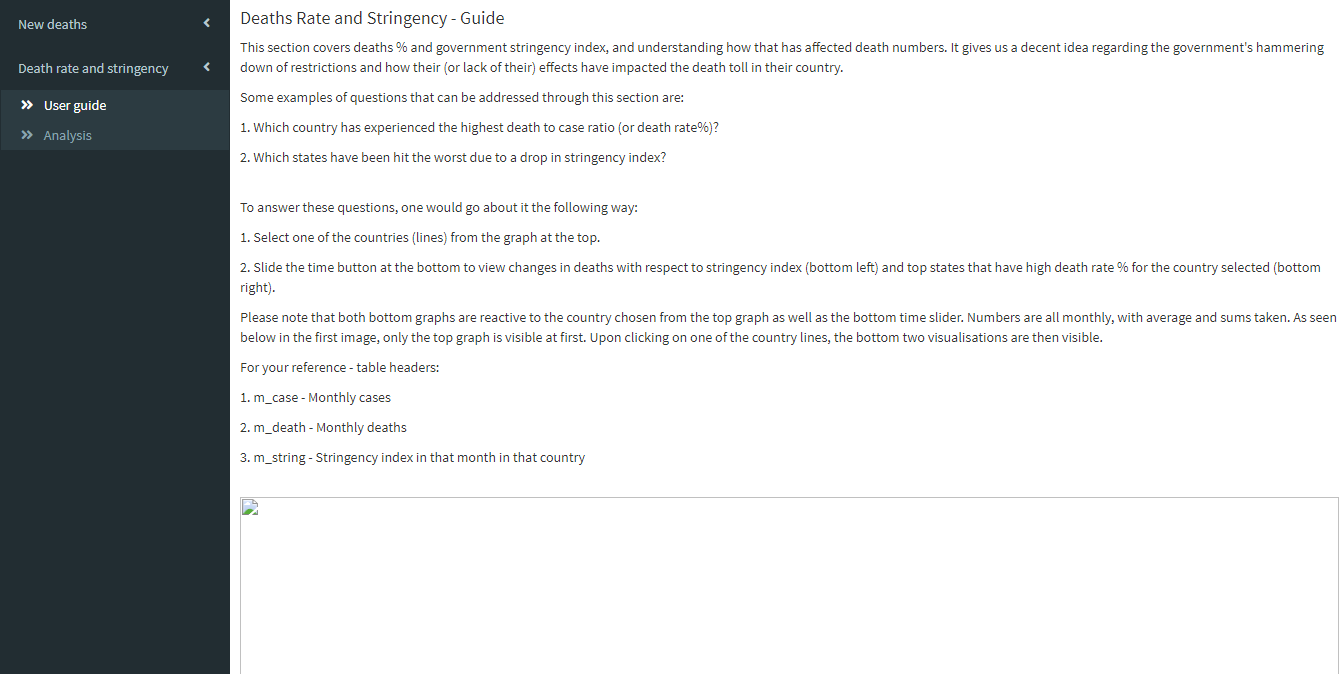 New deaths
Death rate and stringency
User guide
Analysis
Deaths Rate and Stringency - Guide
This section covers deaths % and government stringency index, and understanding how that has affected death numbers. It gives us a decent idea regarding the government's hammering
down of restrictions and how their (or lack of their) effects have impacted the death toll in their country.
Some examples of questions that can be addressed through this section are:
1. Which country has experienced the highest death to case ratio (or death rate%)?
2. Which states have been hit the worst due to a drop in stringency index?
To answer these questions, one would go about it the following way:
1. Select one of the countries (lines) from the graph at the top.
2. Slide the time button at the bottom to view changes in deaths with respect to stringency index (bottom left) and top states that have high death rate % for the country selected (bottom
right).
Please note that both bottom graphs are reactive to the country chosen from the top graph as well as the bottom time slider. Numbers are all monthly, with average and sums taken. As seen
below in the first image, only the top graph is visible at first. Upon clicking on one of the country lines, the bottom two visualisations are then visible.
For your reference - table headers:
1. m_case - Monthly cases
2. m_death - Monthly deaths
3. m_string - Stringency index in that month in that country